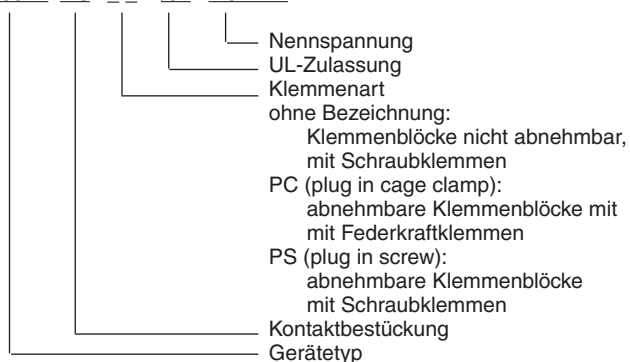 Nennspannung
UL-Zulassung
Klemmenart
ohne Bezeichnung:
Klemmenblöcke nicht abnehmbar,
mit Schraubklemmen
PC (plug in cage clamp):
abnehmbare Klemmenblöcke mit
mit Federkraftklemmen
PS (plug in screw):
abnehmbare Klemmenblöcke
mit Schraubklemmen
Kontaktbestückung
Gerätetyp